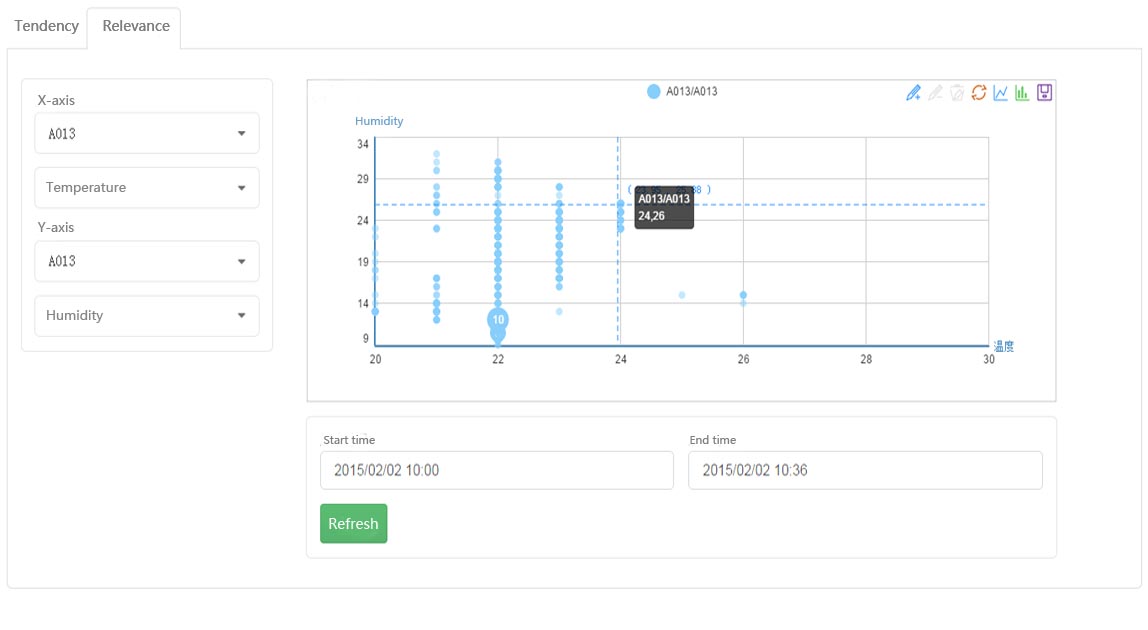 Tendency
Relevance
X-axis
A013
Temperature
Y-axis
A013
Humidity
A013/A013
Humidity
34
29
24
19
14
9
A013/A013
24,26
10
20
22
24
26
28
30
温度
Start time
End time
2015/02/02 10:00
2015/02/02 10:36
Refresh